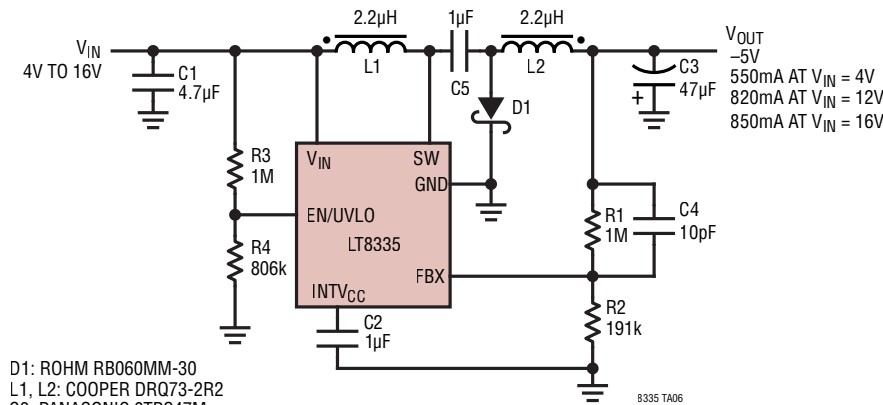 2.2µH
1µF
2.2µH
VIN
4V TO 16V
C1
4.7µF
L1
C5
L2
D1
VOUT
–5V
550mA AT VIN = 4V
820mA AT VIN = 12V
850mA AT VIN = 16V
C3
47µF
+
R3
1M
VIN
SW
GND
EN/UVLO
LT8335
FBX
INTVCC
R4
806k
R1
1M
C4
10pF
C2
1µF
R2
191k
D1: ROHM RB060MM-30
L1, L2: COOPER DRQ73-2R2
8335 TA06